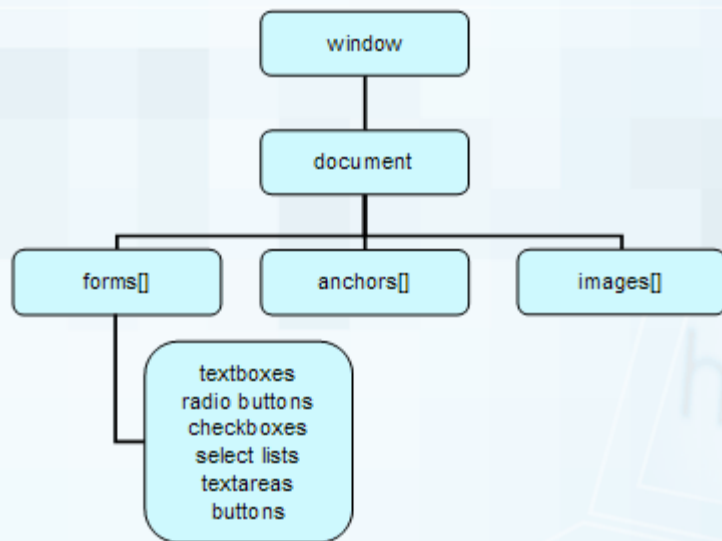 window
document
forms[]
anchors[]
images[]
textboxes
radio buttons
checkboxes
select lists
textareas
buttons
h